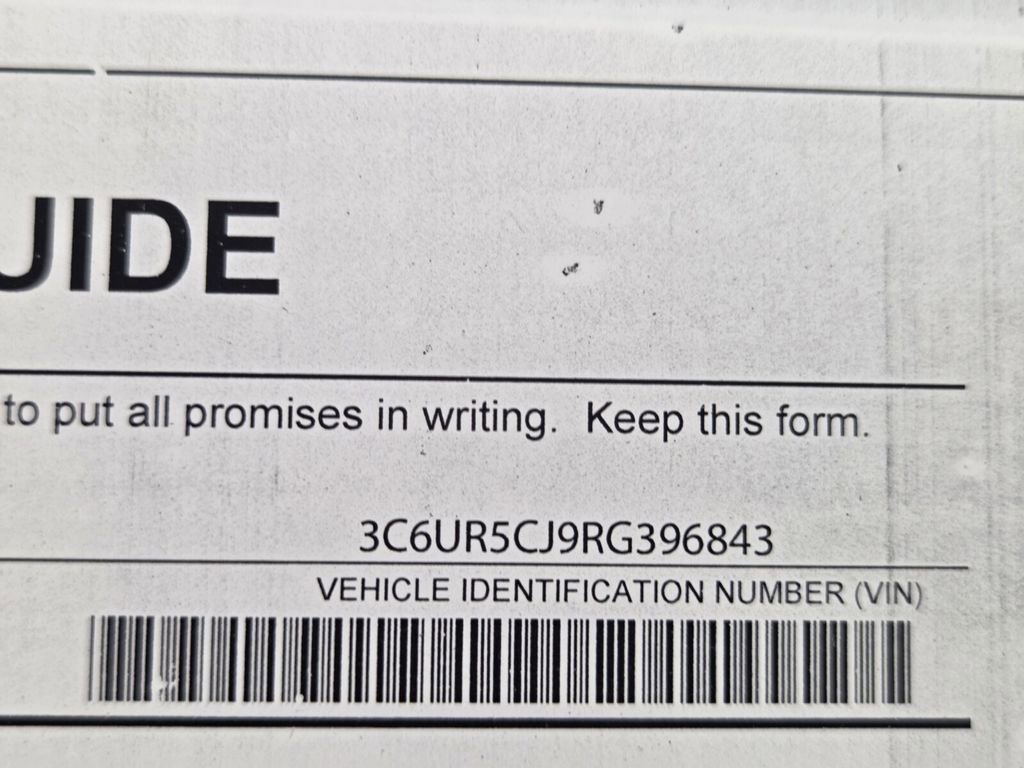 UIDE
to put all promises in writing. Keep this form.
3C6UR5CJ9RG396843
VEHICLE IDENTIFICATION NUMBER (VIN)